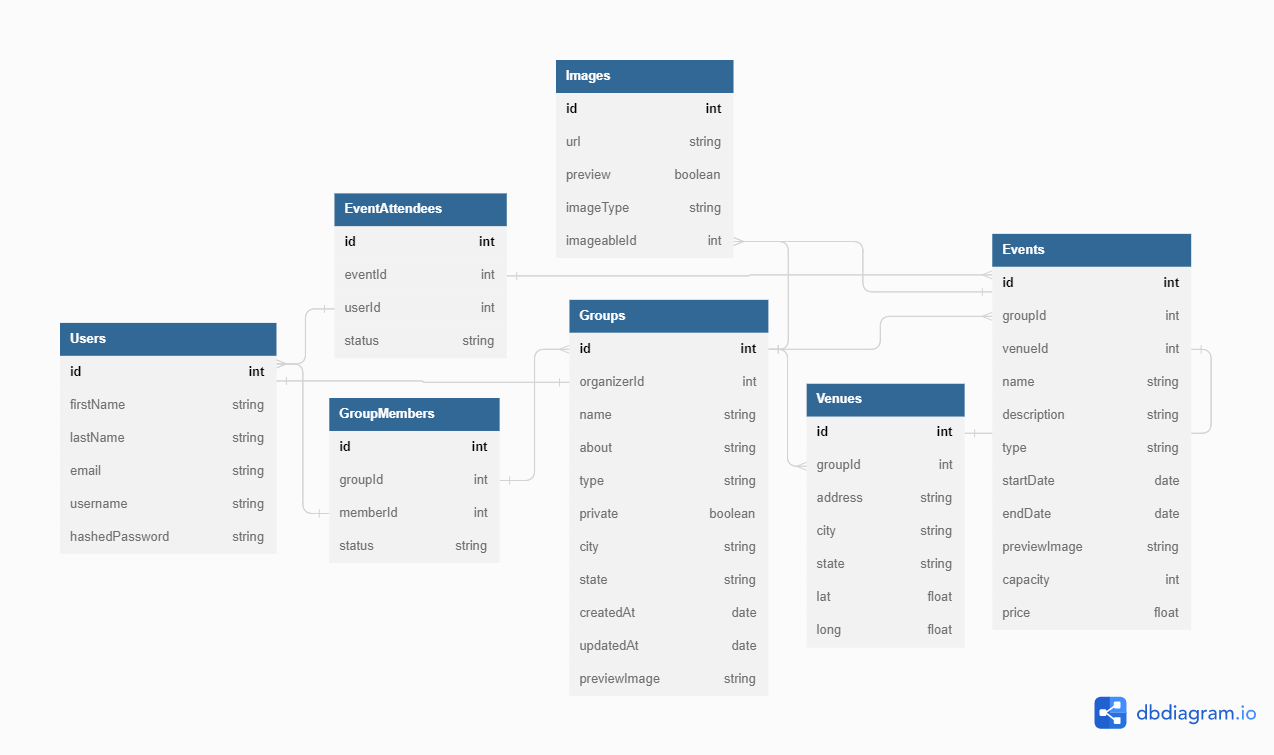 Images
id int
url string
preview boolean
imageType string
imageableId int
EventAttendees
id int
eventId int
userId int
status string
Events
id int
groupId int
venueId int
name string
description string
type string
startDate date
endDate date
previewImage string
capacity int
price float
Users
id int
firstName string
lastName string
email string
username string
hashedPassword string
Groups
id int
organizerId int
name string
about string
type string
private boolean
city string
state string
createdAt date
updatedAt date
previewImage string
GroupMembers
id int
groupId int
memberId int
status string
Venues
id int
groupId int
address string
city string
state string
lat float
long float
dbdiagram.io